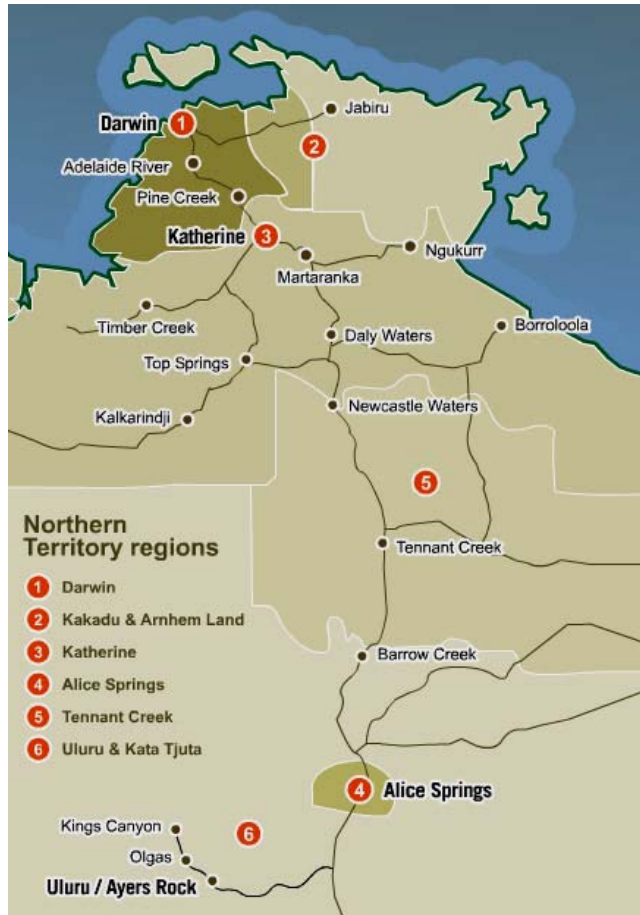 Jabiru
Darwin 1
2
Adelaide River
Pine Creek
Katherine 3
Ngukurr
Martaranka
Timber Creek
Daly Waters
Borroloola
Top Springs
Newcastle Waters
Kalkarindji
5
Tennant Creek
Northern
Territory regions
1 Darwin
2 Kakadu & Arnhem Land
3 Katherine
4 Alice Springs
5 Tennant Creek
6 Uluru & Kata Tjuta
Barrow Creek
4 Alice Springs
Kings Canyon
6
Olgas
Uluru / Ayers Rock